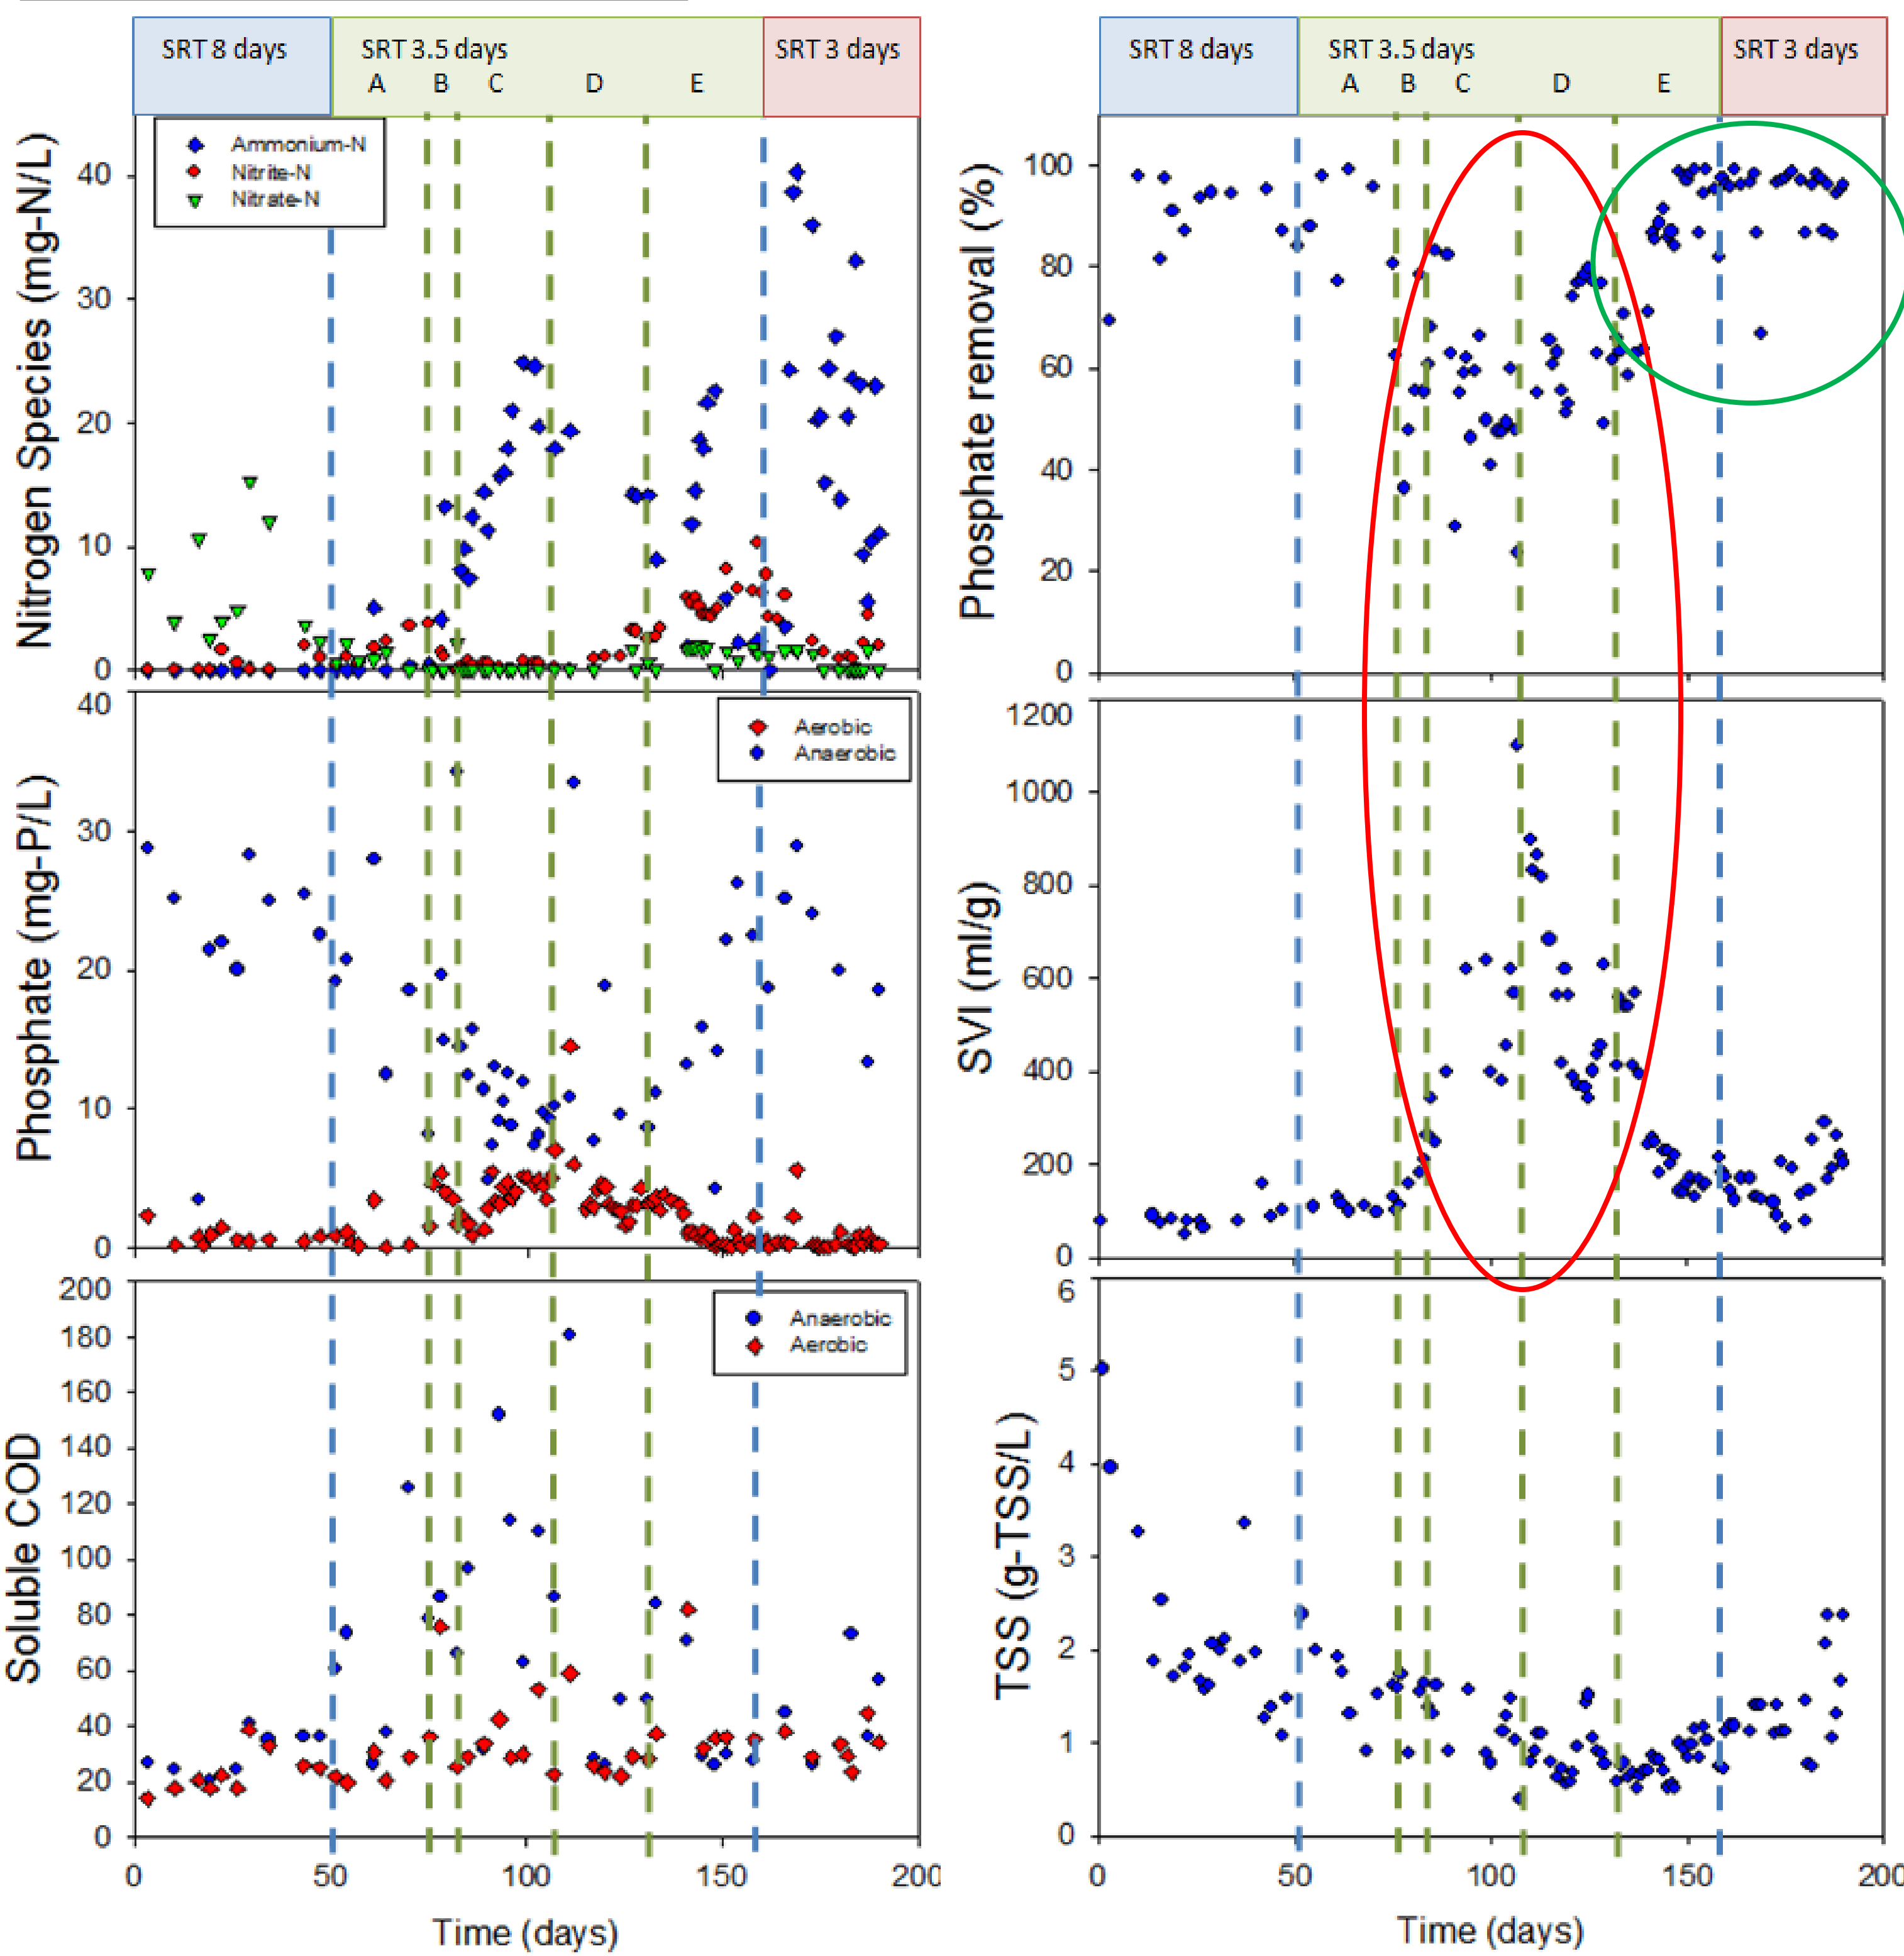 SRT 8 days
SRT 3.5 days
SRT 3 days
A B C D E
Nitrogen Species (mg-N/L)
Ammonium-N
Nitrite-N
Nitrate-N
40
30
20
10
0
Phosphate (mg-P/L)
Aerobic
Anaerobic
40
30
20
10
0
Soluble COD
Anaerobic
Aerobic
200
180
160
140
120
100
80
60
40
20
0
0 50 100 150 200
Time (days)
SRT 8 days
SRT 3.5 days
SRT 3 days
A B C D E
Phosphate removal (%)
100
80
60
40
20
0
SVI (ml/g)
1200
1000
800
600
400
200
0
TSS (g-TSS/L)
6
5
4
3
2
1
0
0 50 100 150 200
Time (days)